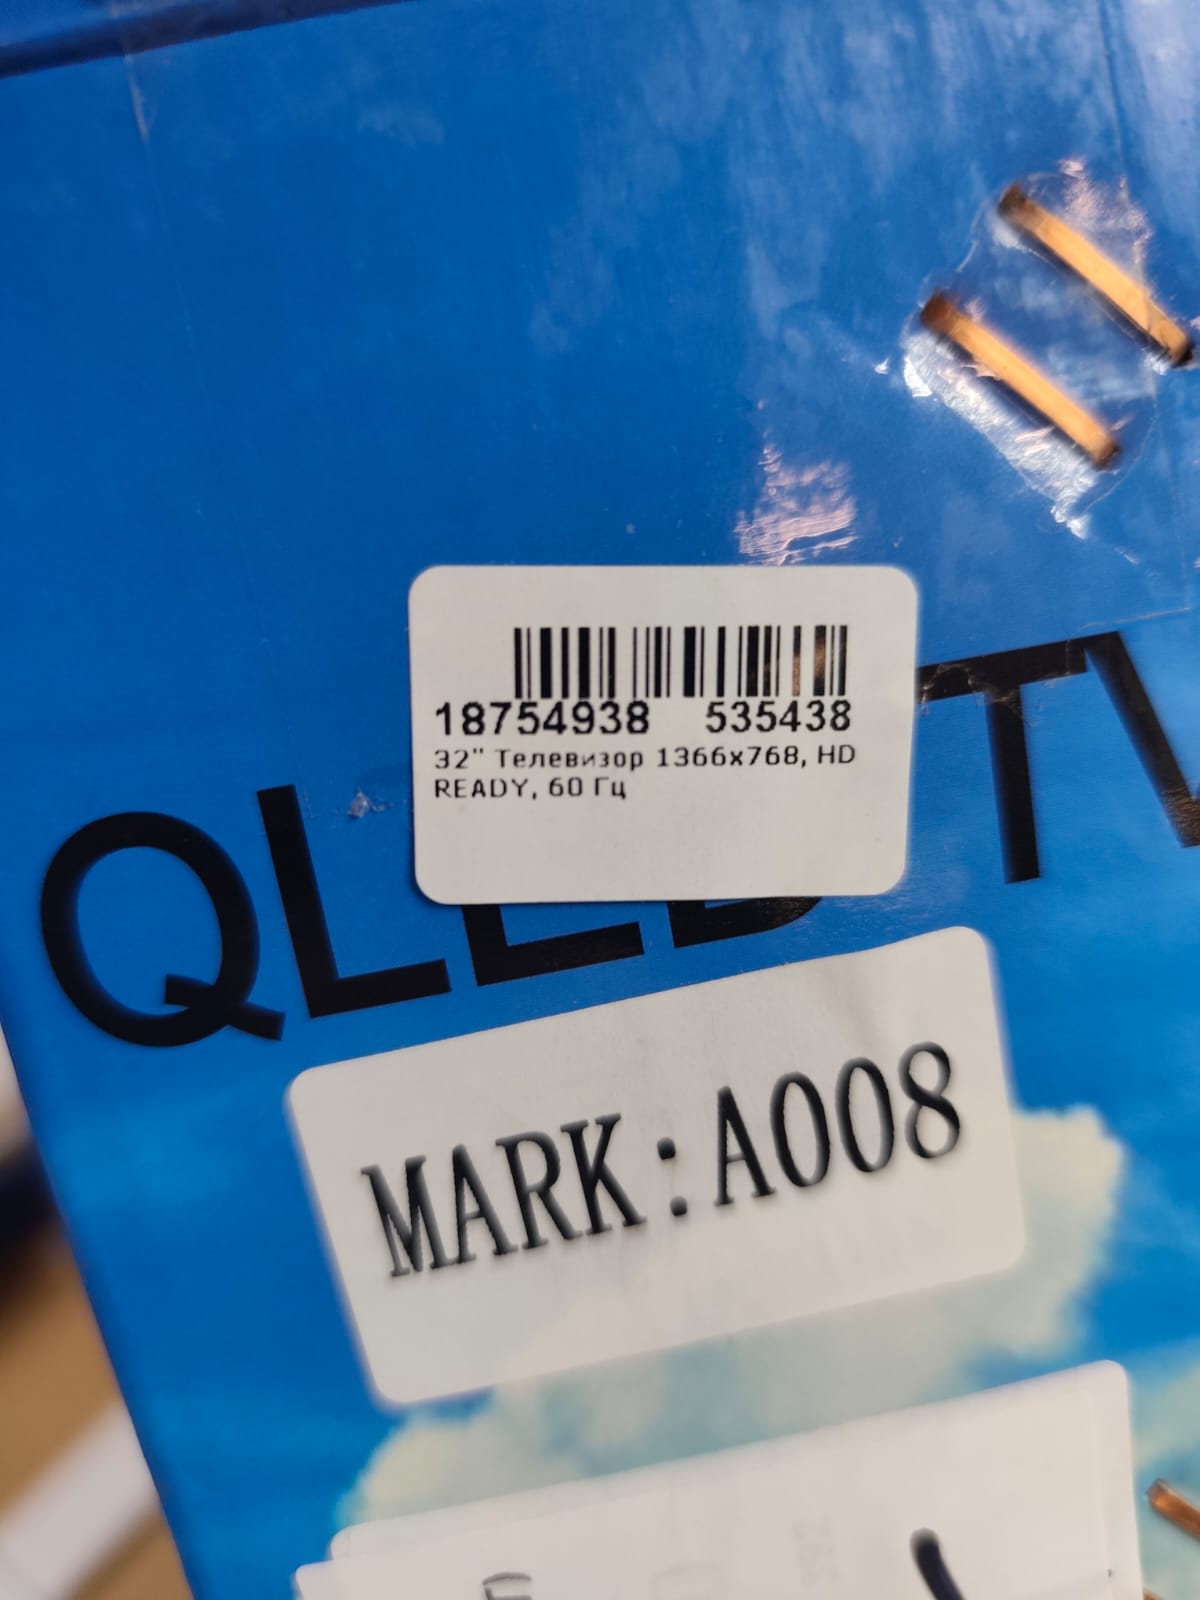 18754938 535438
32" Телевизор 1366x768, HD
READY, 60 Гц
QLED TV
MARK:A008